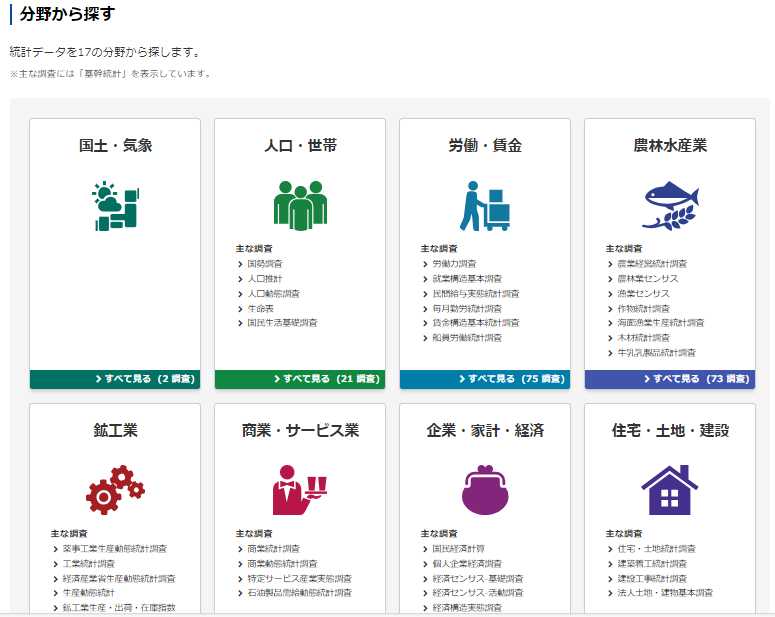 分野から探す
統計データを17の分野から探します。
※主な調査には「基幹統計」を表示しています。
国土・気象
すべて見る (2 調査)
人口・世帯
主な調査
国勢調査
人口推計
人口動態調査
生命表
国民生活基礎調査
すべて見る (21 調査)
労働・賃金
主な調査
労働力調査
就業構造基本調査
民間給与実態統計調査
毎月勤労統計調査
賃金構造基本統計調査
船員労働統計調査
すべて見る (75 調査)
農林水産業
主な調査
農業経営統計調査
農林業センサス
漁業センサス
作物統計調査
海面漁業生産統計調査
木材統計調査
牛乳乳製品統計調査
すべて見る (73 調査)
鉱工業
主な調査
薬事工業生産動態統計調査
工業統計調査
経済産業省生産動態統計調査
生産動態統計
鉱工業生産・出荷・在庫指数
商業・サービス業
主な調査
商業統計調査
商業動態統計調査
特定サービス産業実態調査
石油製品需給動態統計調査
企業・家計・経済
主な調査
国民経済計算
個人企業経済調査
経済センサス‐基礎調査
経済センサス‐活動調査
経済構造実態調査
住宅・土地・建設
主な調査
住宅・土地統計調査
建築着工統計調査
建設工事統計調査
法人土地・建物基本調査